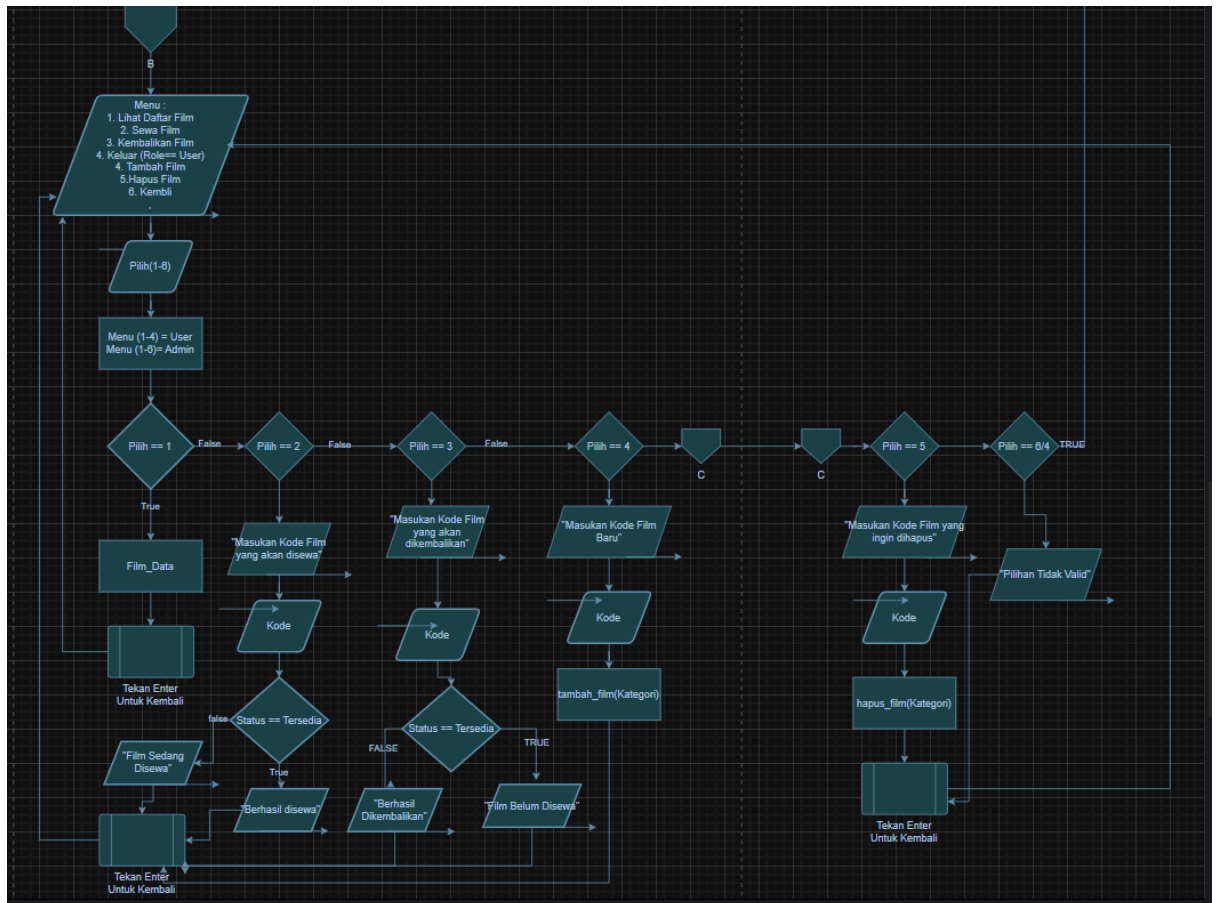 B
Menu :
1. Lihat Daftar Film
2. Sewa Film
3. Kembalikan Film
4. Keluar (Role== User)
4. Tambah Film
5.Hapus Film
6. Kembli
.
Pilih(1-6)
Menu (1-4) = User
Menu (1-6)= Admin
Pilih == 1
False
Pilih == 2
False
Pilih == 3
False
Pilih == 4
C
C
Pilih == 5
Pilih == 6/4
TRUE
True
Film_Data
Tekan Enter
Untuk Kembali
"Masukan Kode Film
yang akan disewa"
Kode
Status == Tersedia
false
"Film Sedang
Disewa"
True
"Berhasil disewa"
Tekan Enter
Untuk Kembali
"Masukan Kode Film
yang akan
dikembalikan"
Kode
Status == Tersedia
FALSE
TRUE
"Berhasil
Dikembalikan"
"Film Belum Disewa"
"Masukan Kode Film
Baru"
Kode
tambah_film(Kategori)
"Masukan Kode Film yang
ingin dihapus"
Kode
hapus_film(Kategori)
Tekan Enter
Untuk Kembali
"Pilihan Tidak Valid"